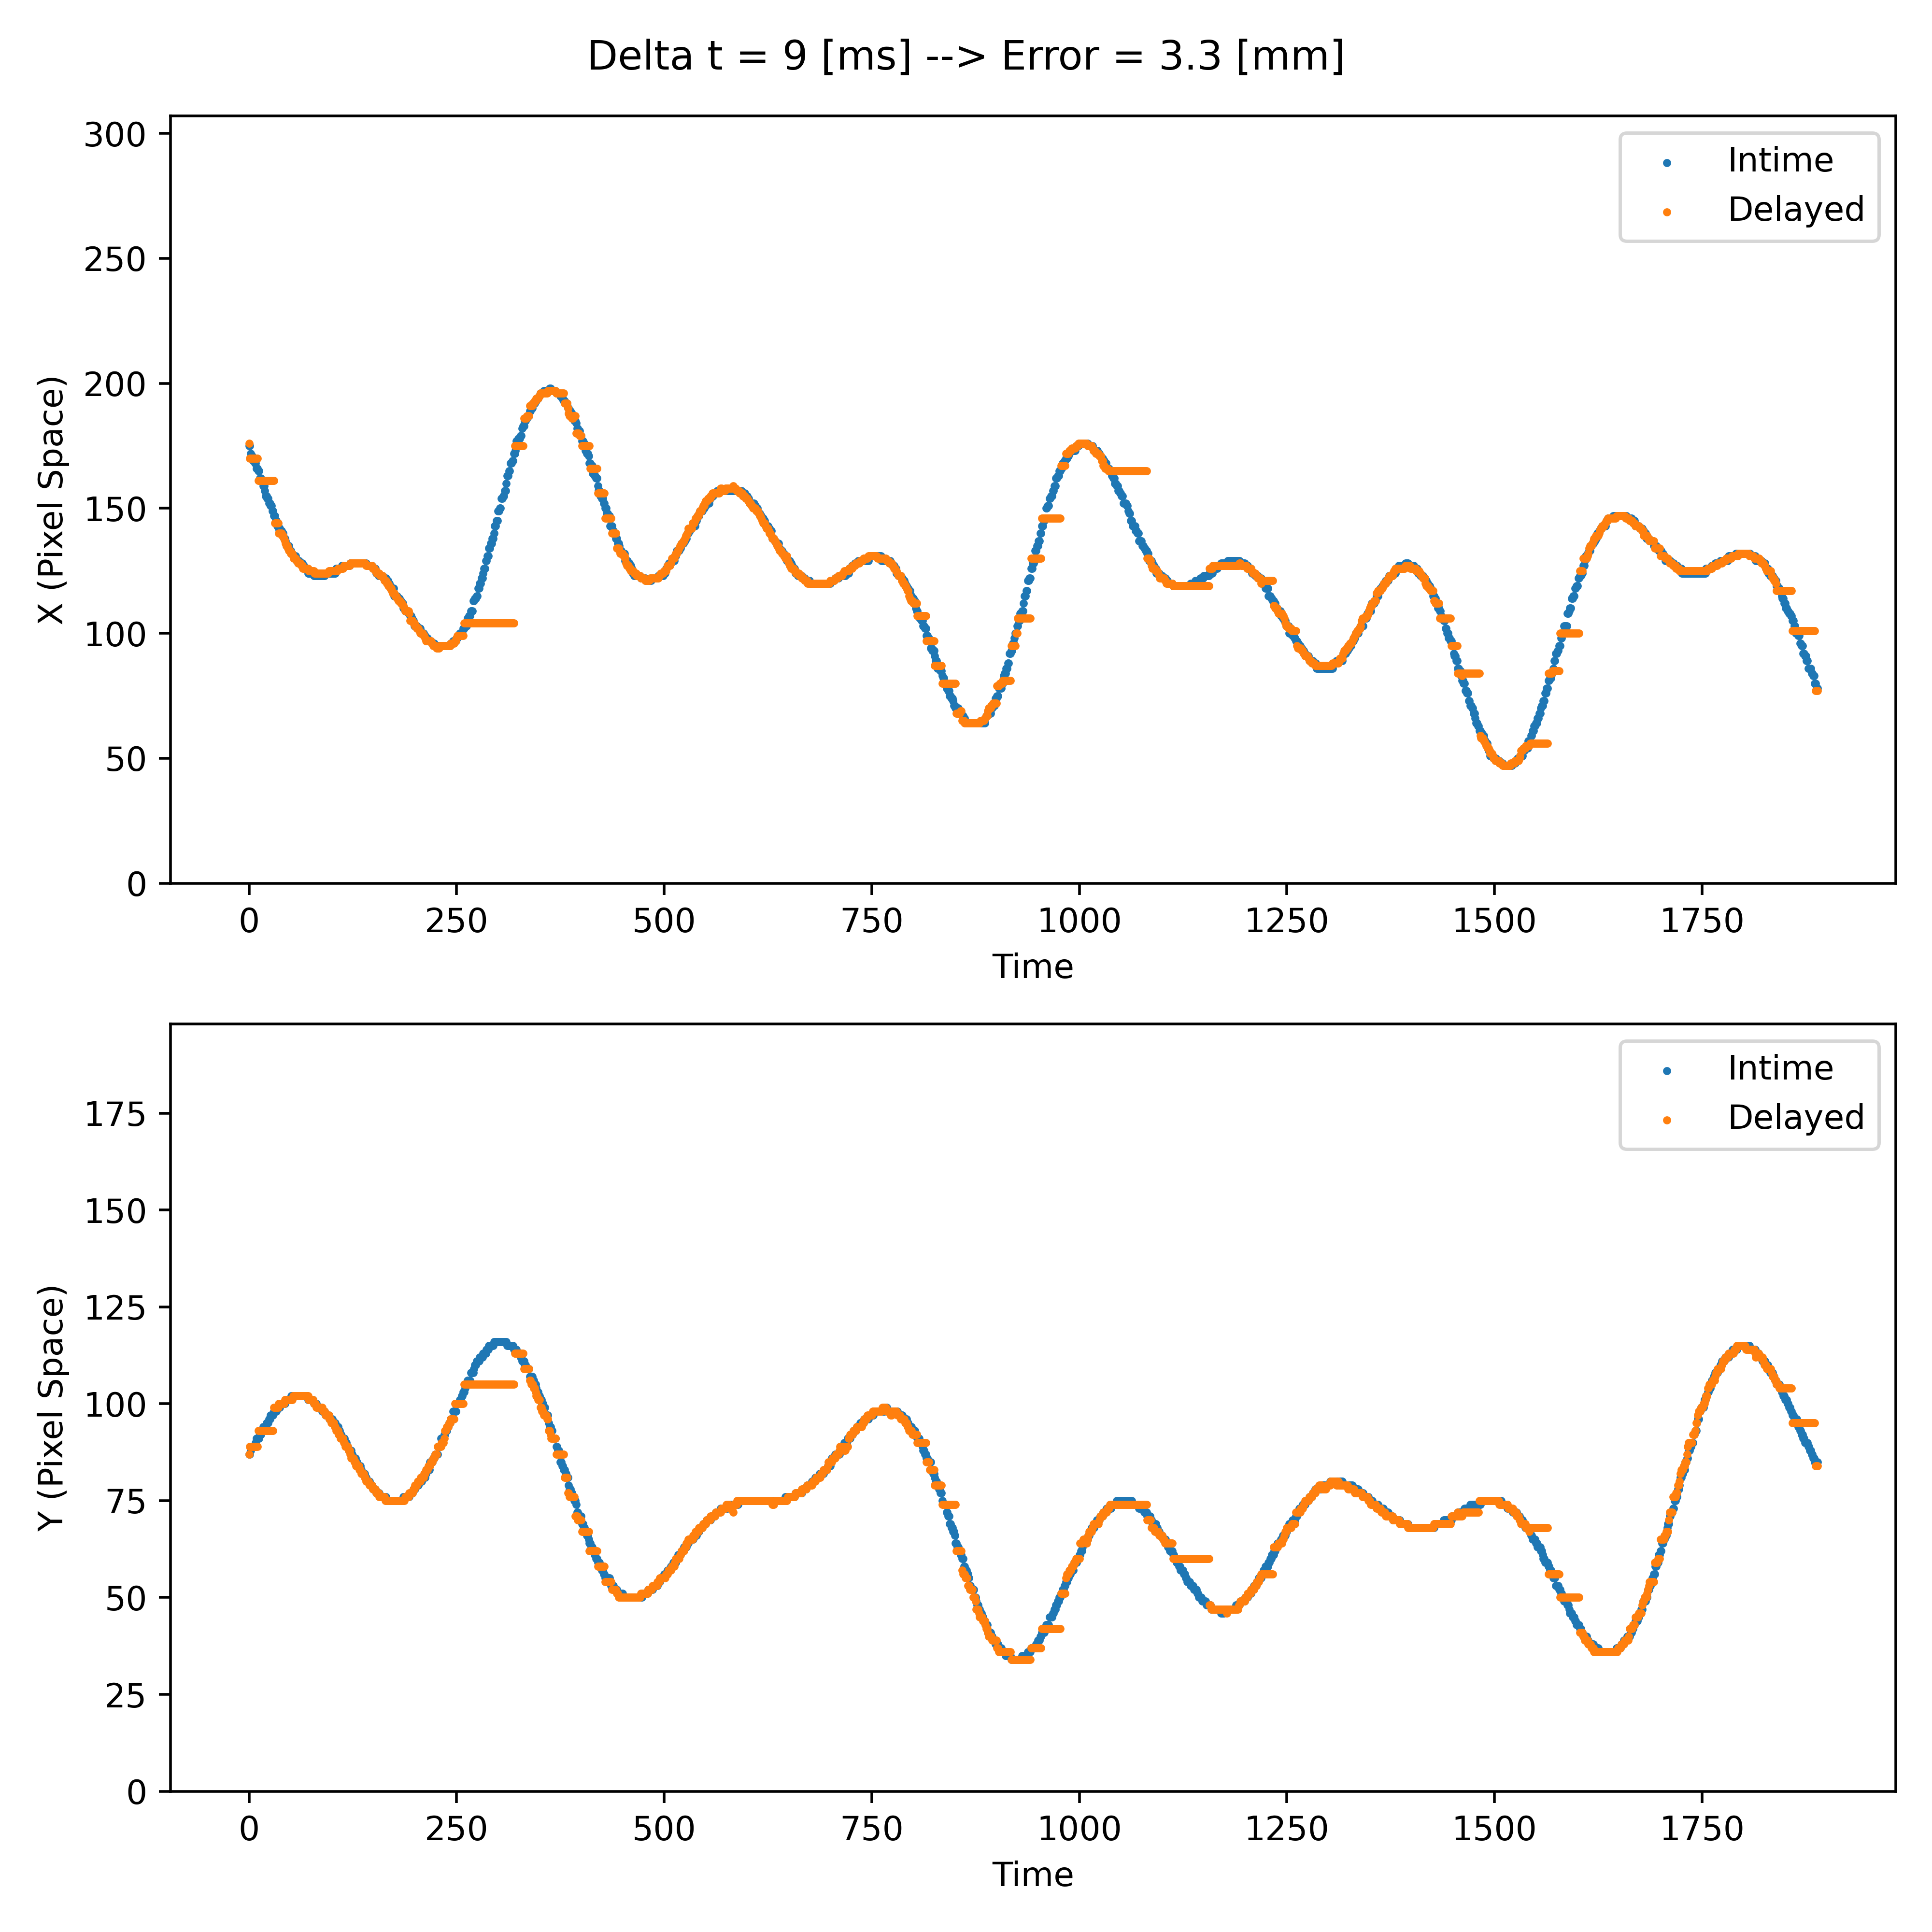 Delta t = 9 [ms] --> Error = 3.3 [mm]
300
250
200
150
100
50
0
X (Pixel Space)
Intime
Delayed
0 250 500 750 1000 1250 1500 1750
Time
175
150
125
100
75
50
25
0
Y (Pixel Space)
Intime
Delayed
0 250 500 750 1000 1250 1500 1750
Time